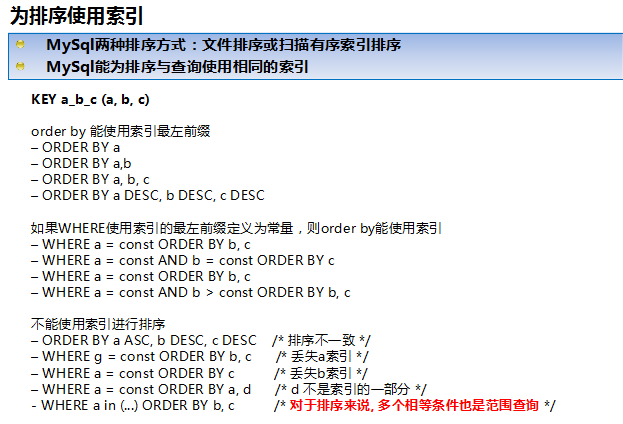 为排序使用索引
MySql两种排序方式：文件排序或扫描有序索引排序
MySql能为排序与查询使用相同的索引
KEY a_b_c (a, b, c)
order by 能使用索引最左前缀
– ORDER BY a
– ORDER BY a,b
– ORDER BY a, b, c
– ORDER BY a DESC, b DESC, c DESC
如果WHERE使用索引的最左前缀定义为常量，则order by能使用索引
– WHERE a = const ORDER BY b, c
– WHERE a = const AND b = const ORDER BY c
– WHERE a = const ORDER BY b, c
– WHERE a = const AND b > const ORDER BY b, c
不能使用索引进行排序
– ORDER BY a ASC, b DESC, c DESC /* 排序不一致 */
– WHERE g = const ORDER BY b, c /* 丢失a索引 */
– WHERE a = const ORDER BY c /* 丢失b索引 */
– WHERE a = const ORDER BY a, d /* d 不是索引的一部分 */
- WHERE a in (...) ORDER BY b, c /* 对于排序来说, 多个相等条件也是范围查询 */